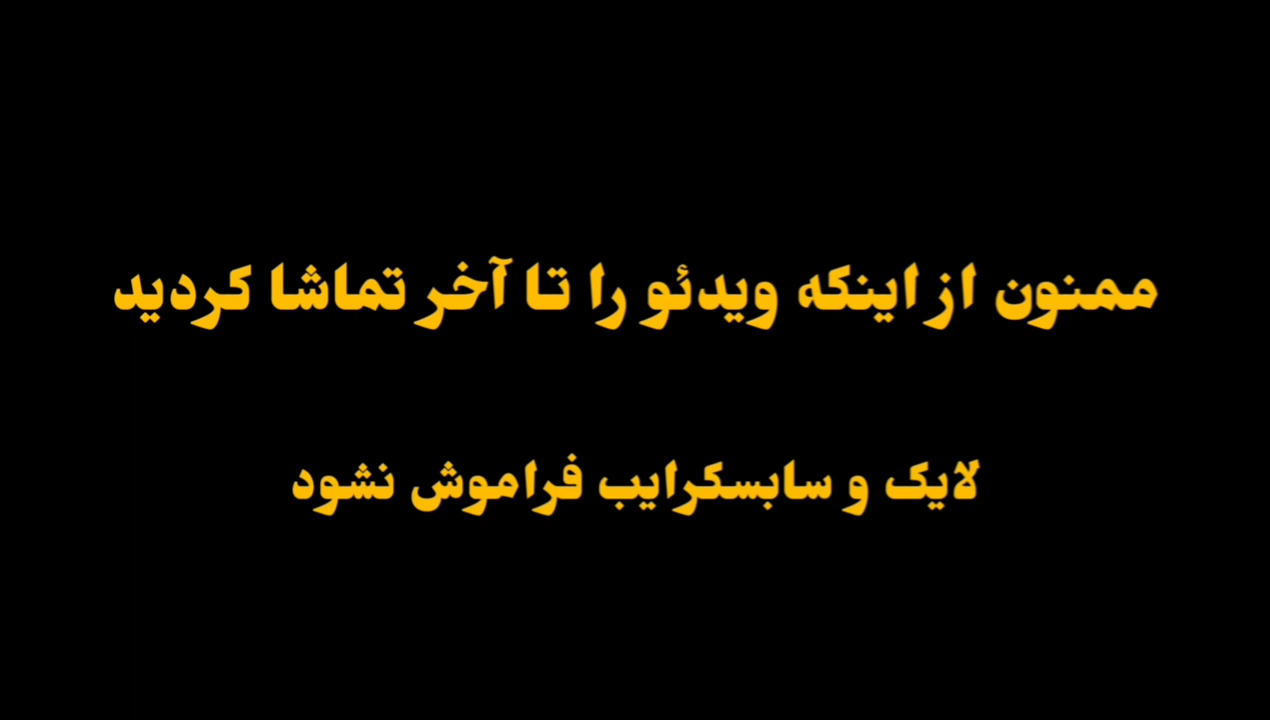 ممنون از اینکه ویدئو را تا آخر تماشا کردید
لایک و سابسکرایب فراموش نشود